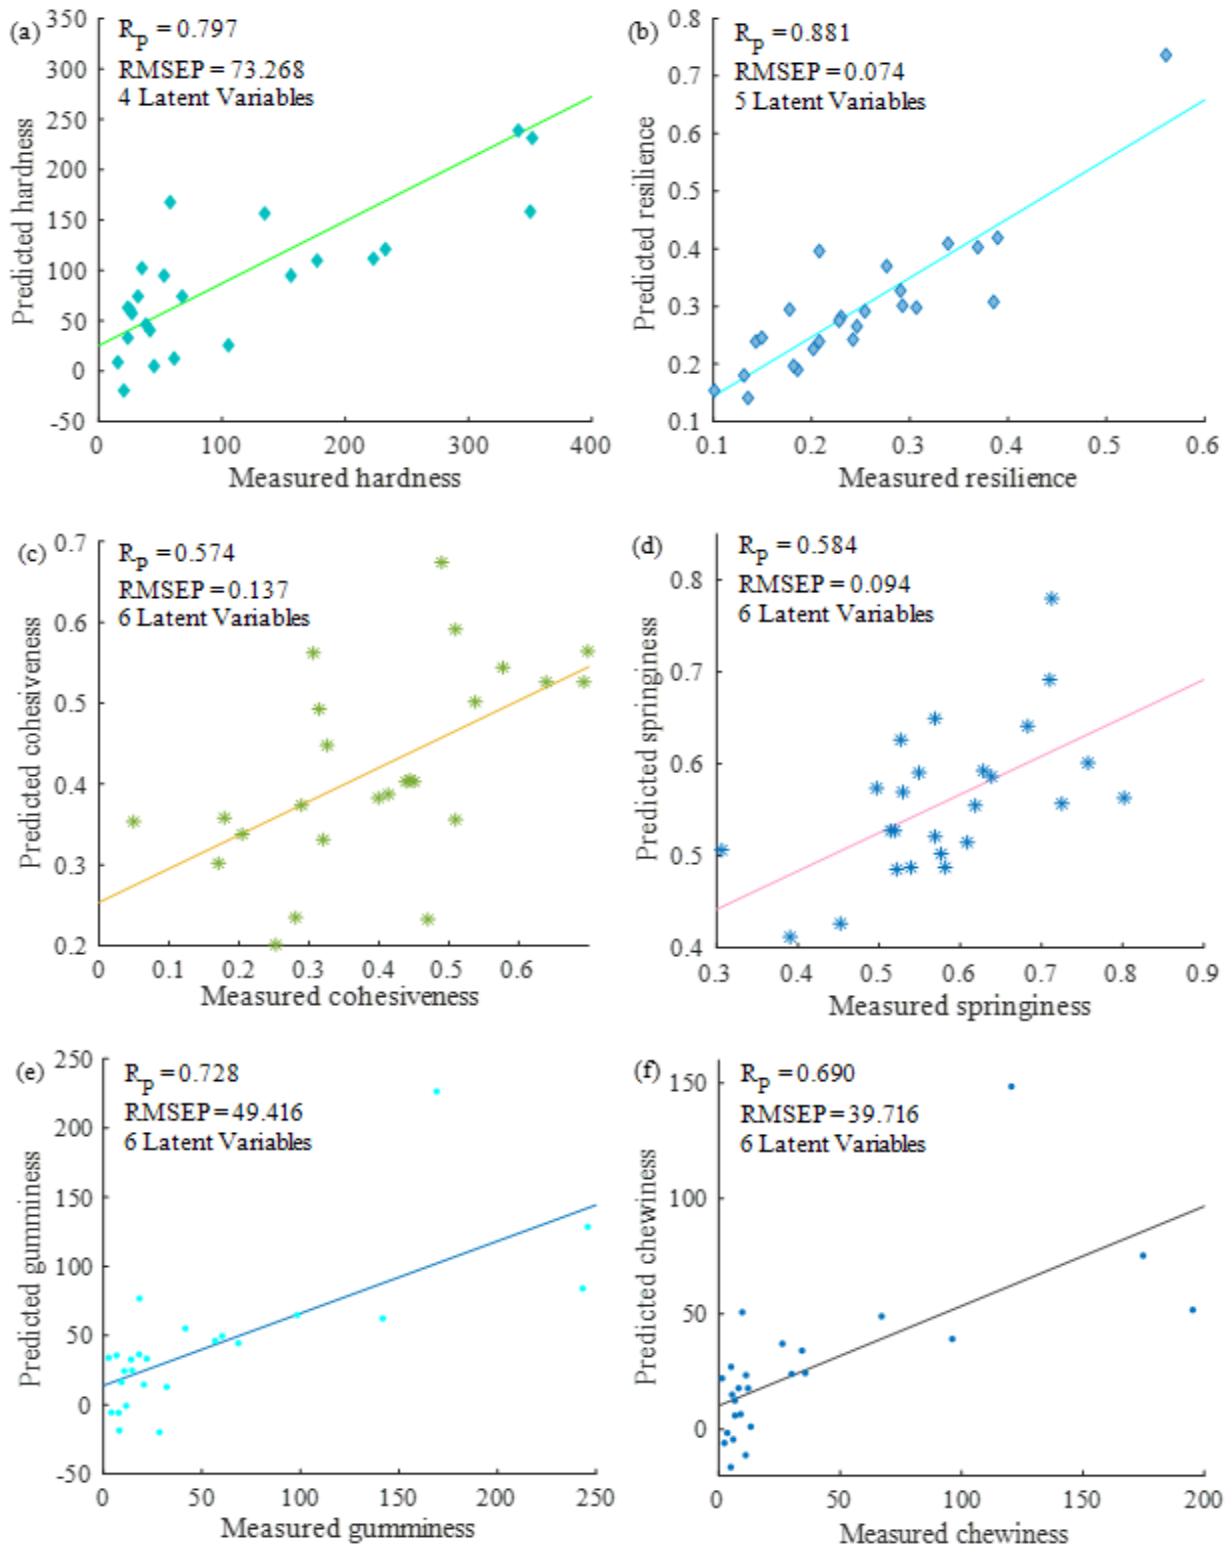 (a)
R_p = 0.797
RMSEP = 73.268
4 Latent Variables
350
300
250
200
150
100
50
0
-50
0 100 200 300 400
Predicted hardness
Measured hardness
(b)
R_p = 0.881
RMSEP = 0.074
5 Latent Variables
0.8
0.7
0.6
0.5
0.4
0.3
0.2
0.1
0.1 0.2 0.3 0.4 0.5 0.6
Predicted resilience
Measured resilience
(c)
R_p = 0.574
RMSEP = 0.137
6 Latent Variables
0.7
0.6
0.5
0.4
0.3
0.2
0 0.1 0.2 0.3 0.4 0.5 0.6
Predicted cohesiveness
Measured cohesiveness
(d)
R_p = 0.584
RMSEP = 0.094
6 Latent Variables
0.8
0.7
0.6
0.5
0.4
0.3 0.4 0.5 0.6 0.7 0.8 0.9
Predicted springiness
Measured springiness
(e)
R_p = 0.728
RMSEP = 49.416
6 Latent Variables
250
200
150
100
50
0
-50
0 50 100 150 200 250
Predicted gumminess
Measured gumminess
(f)
R_p = 0.690
RMSEP = 39.716
6 Latent Variables
150
100
50
0
0 50 100 150 200
Predicted chewiness
Measured chewiness